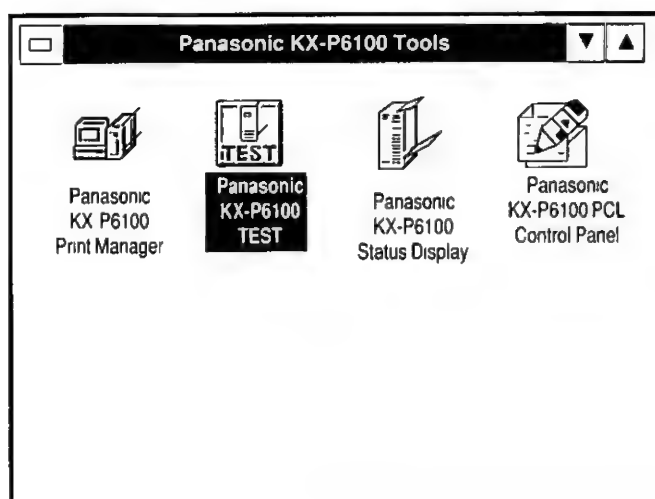 Panasonic KX-P6100 Tools
TEST
Panasonic
KX P6100
Print Manager
Panasonic
KX-P6100
TEST
Panasonic
KX-P6100
Status Display
Panasonic
KX-P6100 PCL
Control Panel